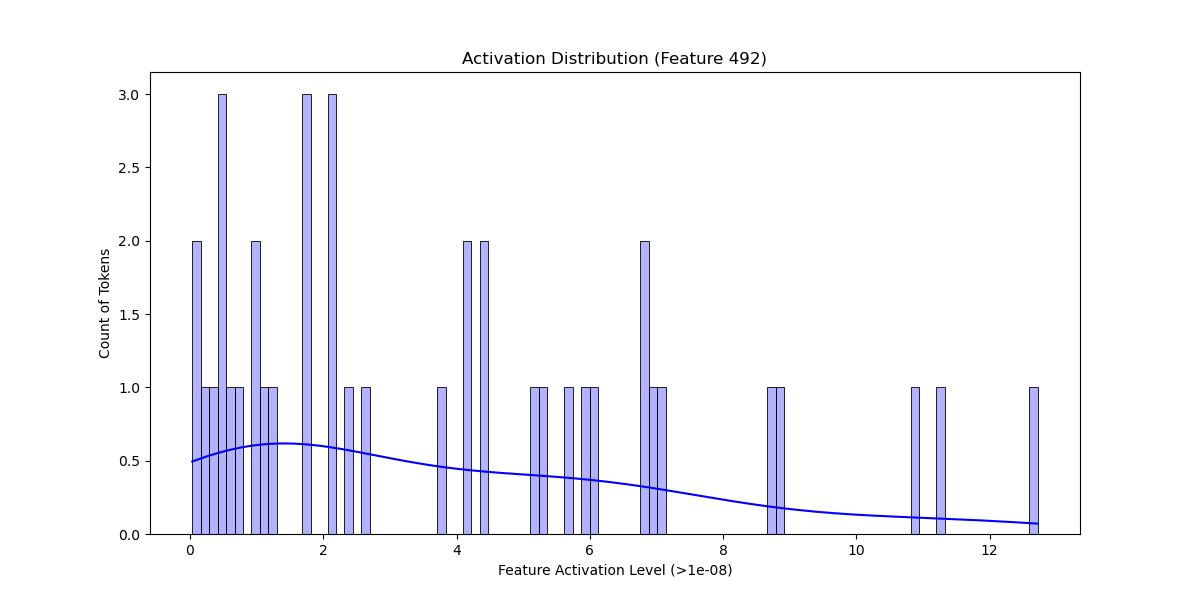 Activation Distribution (Feature 492)
3.0
2.5
2.0
1.5
1.0
0.5
0.0
Count of Tokens
0 2 4 6 8 10 12
Feature Activation Level (>1e-08)